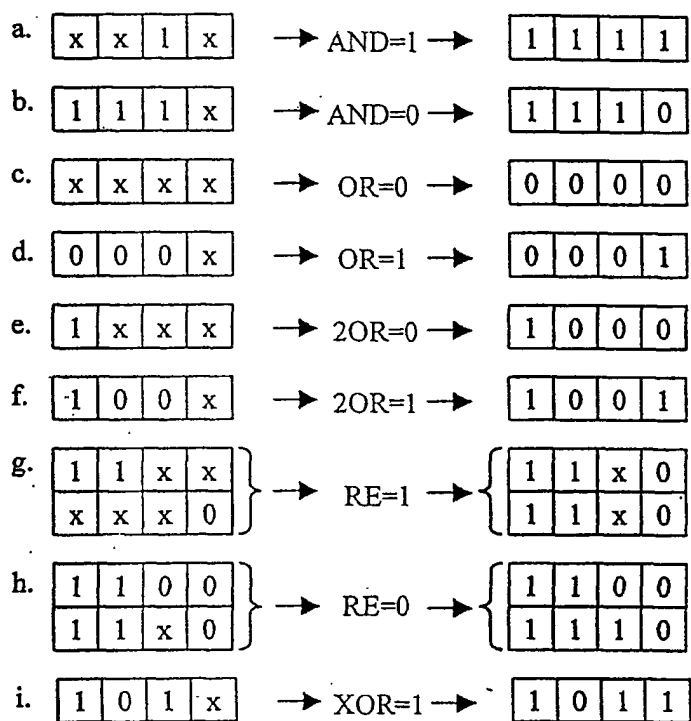 a. x x 1 x → AND=1 → 1 1 1 1
b. 1 1 1 x → AND=0 → 1 1 1 0
c. x x x x → OR=0 → 0 0 0 0
d. 0 0 0 x → OR=1 → 0 0 0 1
e. 1 x x x → 2OR=0 → 1 0 0 0
f. 1 0 0 x → 2OR=1 → 1 0 0 1
g. 1 1 x x 1 1 x 0
→ RE=1 →
x x x 0 1 1 x 0
h. 1 1 0 0 1 1 0 0
→ RE=0 →
1 1 x 0 1 1 1 0
i. 1 0 1 x → XOR=1 → 1 0 1 1